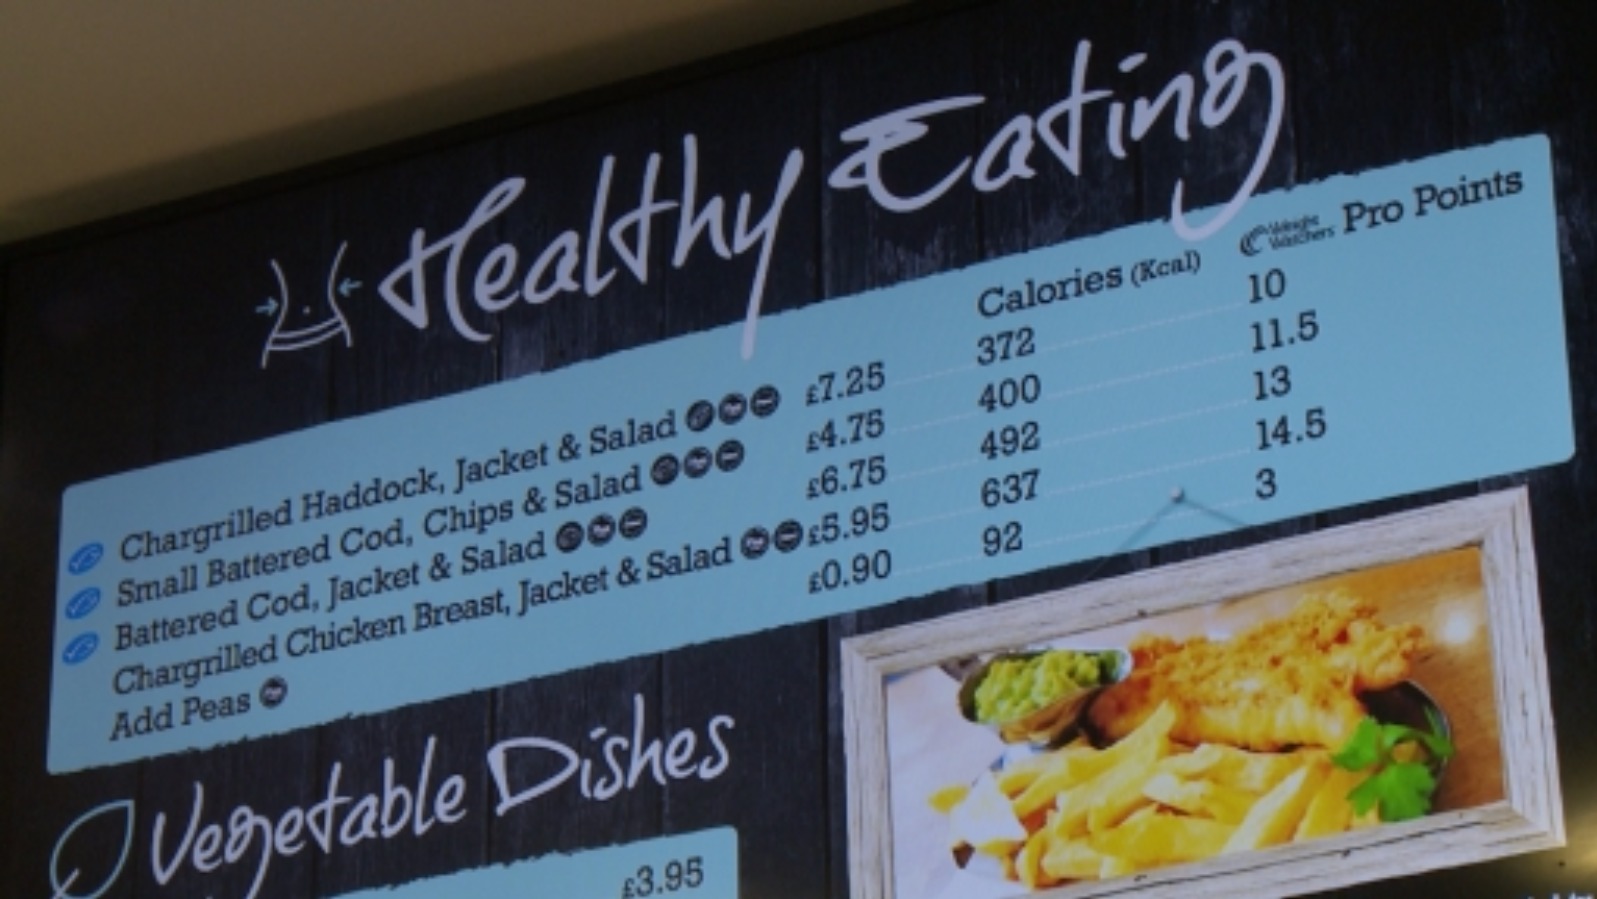 Healthy Eating
Calories (Kcal) Weight Watchers Pro Points
Chargrilled Haddock, Jacket & Salad £7.25 372 10
Small Battered Cod, Chips & Salad £4.75 400 11.5
Battered Cod, Jacket & Salad £6.75 492 13
Chargrilled Chicken Breast, Jacket & Salad £5.95 637 14.5
Add Peas £0.90 92 3
Vegetable Dishes
£3.95